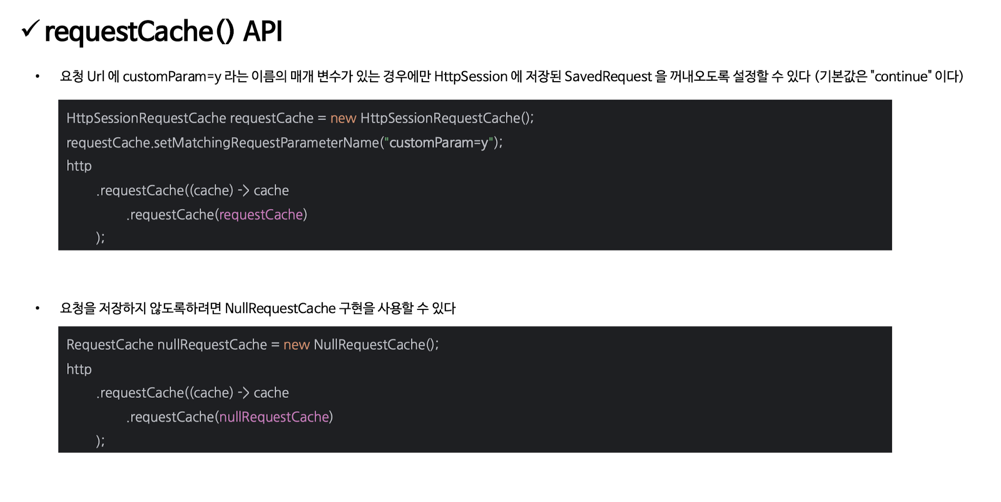 ✓ requestCache() API
• 요청 Url 에 customParam=y 라는 이름의 매개 변수가 있는 경우에만 HttpSession 에 저장된 SavedRequest 을 꺼내오도록 설정할 수 있다 (기본값은 "continue" 이다)
HttpSessionRequestCache requestCache = new HttpSessionRequestCache();
requestCache.setMatchingRequestParameterName("customParam=y");
http
.requestCache((cache) -> cache
.requestCache(requestCache)
);
• 요청을 저장하지 않도록하려면 NullRequestCache 구현을 사용할 수 있다
RequestCache nullRequestCache = new NullRequestCache();
http
.requestCache((cache) -> cache
.requestCache(nullRequestCache)
);